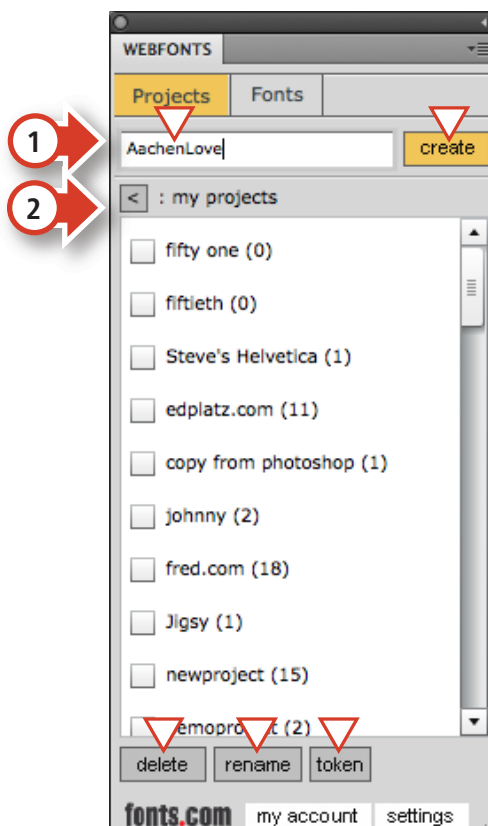 WEBFONTS
Projects Fonts
1
AachenLove create
2
< : my projects
fifty one (0)
fiftieth (0)
Steve's Helvetica (1)
edplatz.com (11)
copy from photoshop (1)
johnny (2)
fred.com (18)
Jigsy (1)
newproject (15)
(2)
delete rename token
fonts.com my account settings